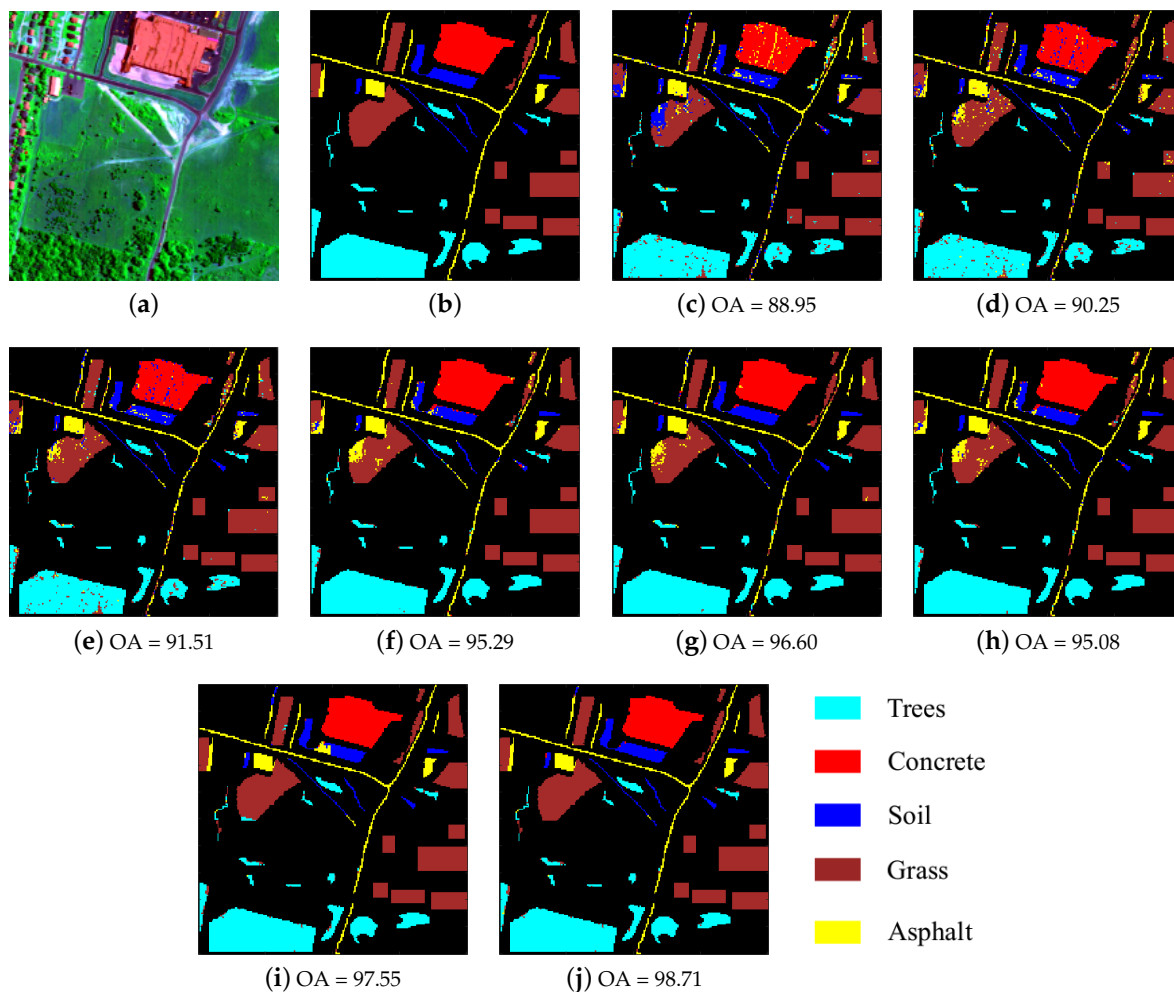 (a)
(b)
(c) OA = 88.95
(d) OA = 90.25
(e) OA = 91.51
(f) OA = 95.29
(g) OA = 96.60
(h) OA = 95.08
Trees
Concrete
Soil
Grass
Asphalt
(i) OA = 97.55
(j) OA = 98.71